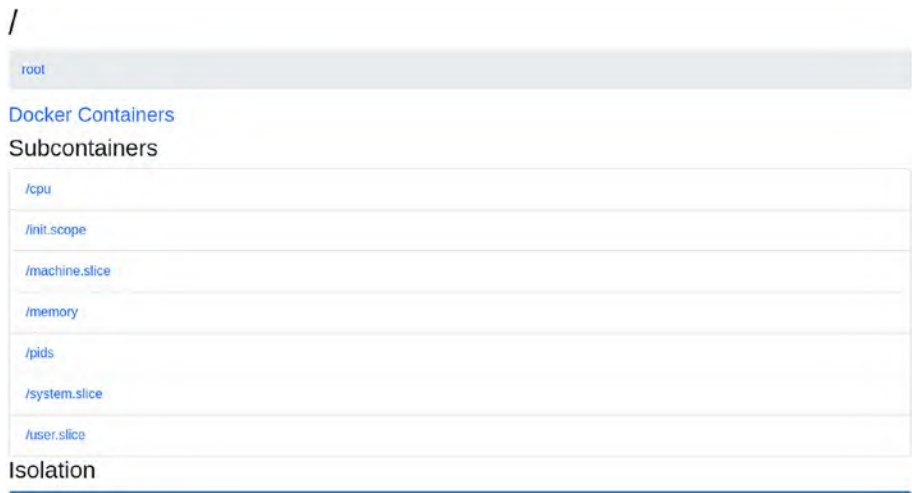 /
root
Docker Containers
Subcontainers
/cpu
/init.scope
/machine.slice
/memory
/pids
/system.slice
/user.slice
Isolation